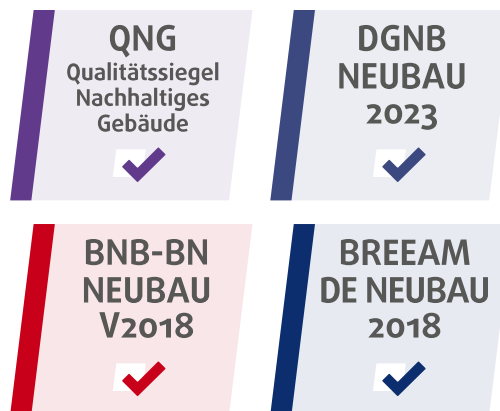 QNG
Qualitätssiegel
Nachhaltiges
Gebäude
DGNB
NEUBAU
2023
BNB-BN
NEUBAU
V2018
BREEAM
DE NEUBAU
2018